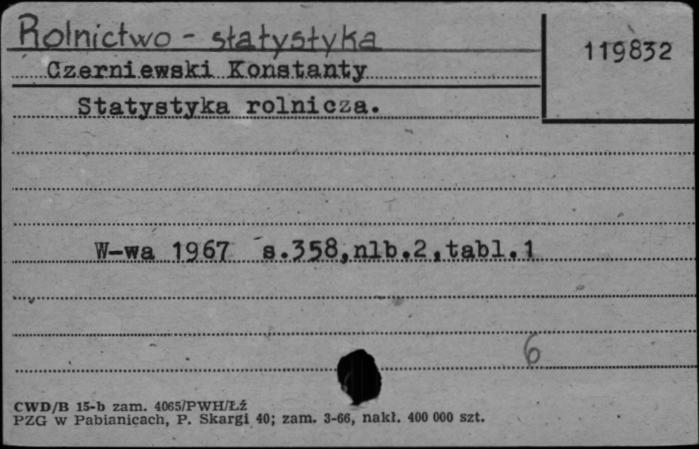 Rolnictwo - statystyka
119832
Czerniewski Konstanty
Statystyka rolnicza.
W-wa 1967 s.358,nlb.2,tabl.1
6
CWD/B 15-b zam. 4065/PWH/Łź
PZG w Pabianicach, P. Skargi 40; zam. 3-66, nakł. 400 000 szt.